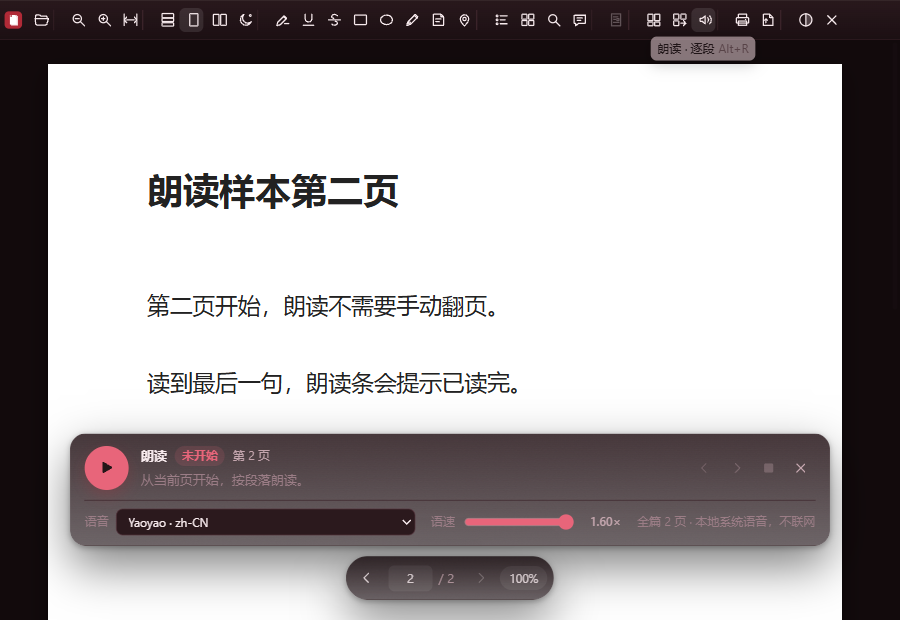 朗读 · 逐段 Alt+R
朗读样本第二页
第二页开始，朗读不需要手动翻页。
读到最后一句，朗读条会提示已读完。
朗读 未开始 第 2 页
从当前页开始，按段落朗读。
语音 Yaoyao · zh-CN 语速 1.60× 全篇 2 页 · 本地系统语音，不联网
2 / 2 100%